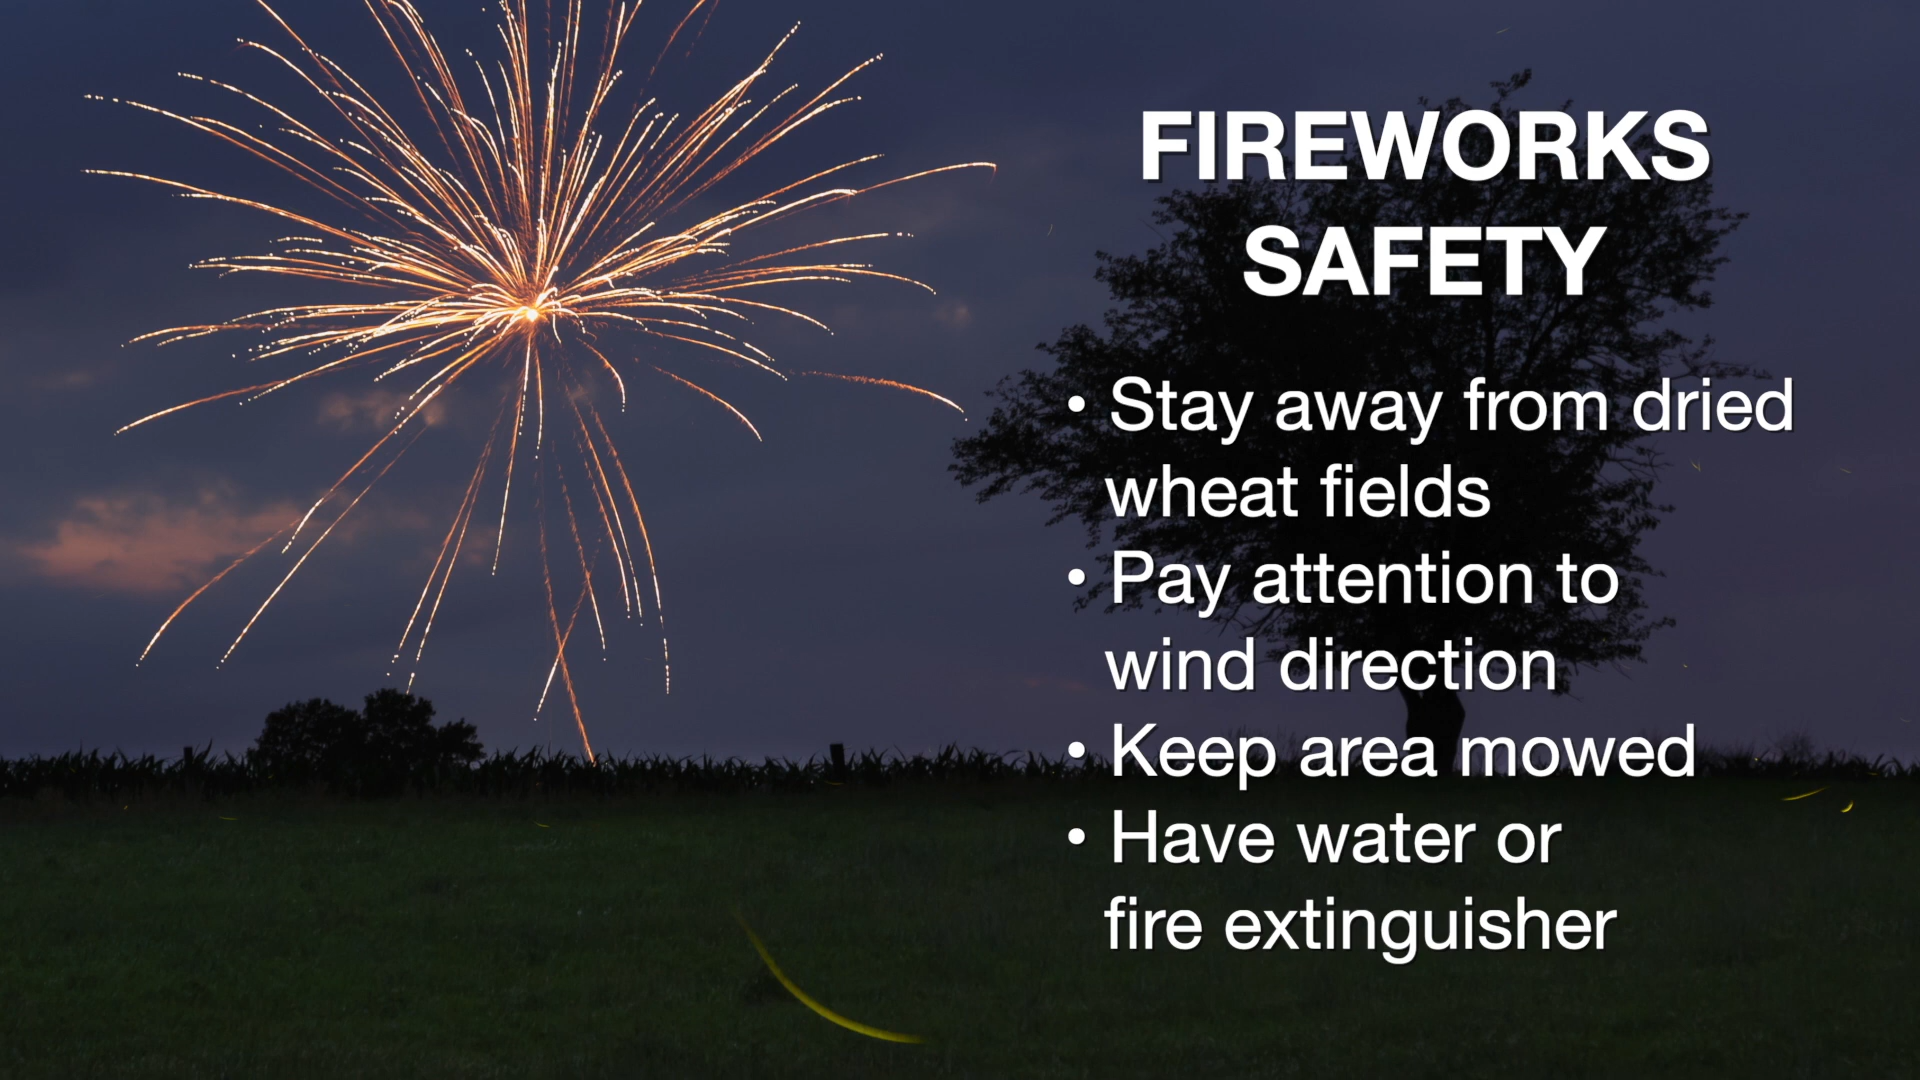 FIREWORKS
SAFETY
• Stay away from dried
wheat fields
• Pay attention to
wind direction
• Keep area mowed
• Have water or
fire extinguisher